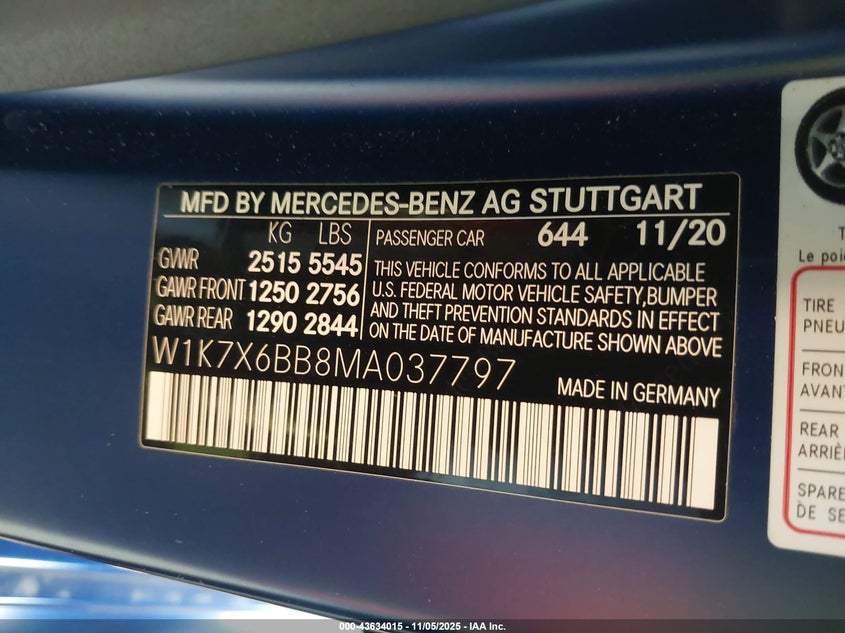 MFD BY MERCEDES-BENZ AG STUTTGART
KG LBS
GVWR 2515 5545
GAWR FRONT 1250 2756
GAWR REAR 1290 2844
PASSENGER CAR 644 11/20
THIS VEHICLE CONFORMS TO ALL APPLICABLE
U.S. FEDERAL MOTOR VEHICLE SAFETY, BUMPER
AND THEFT PREVENTION STANDARDS IN EFFECT
ON THE DATE OF MANUFACTURE SHOWN ABOVE
W1K7X6BB8MA037797
MADE IN GERMANY
Le
TIRE
FRON
AVANT
REAR
ARRIÈR
SPARE
DE
000-43634015 - 11/05/2025 - IAA Inc.